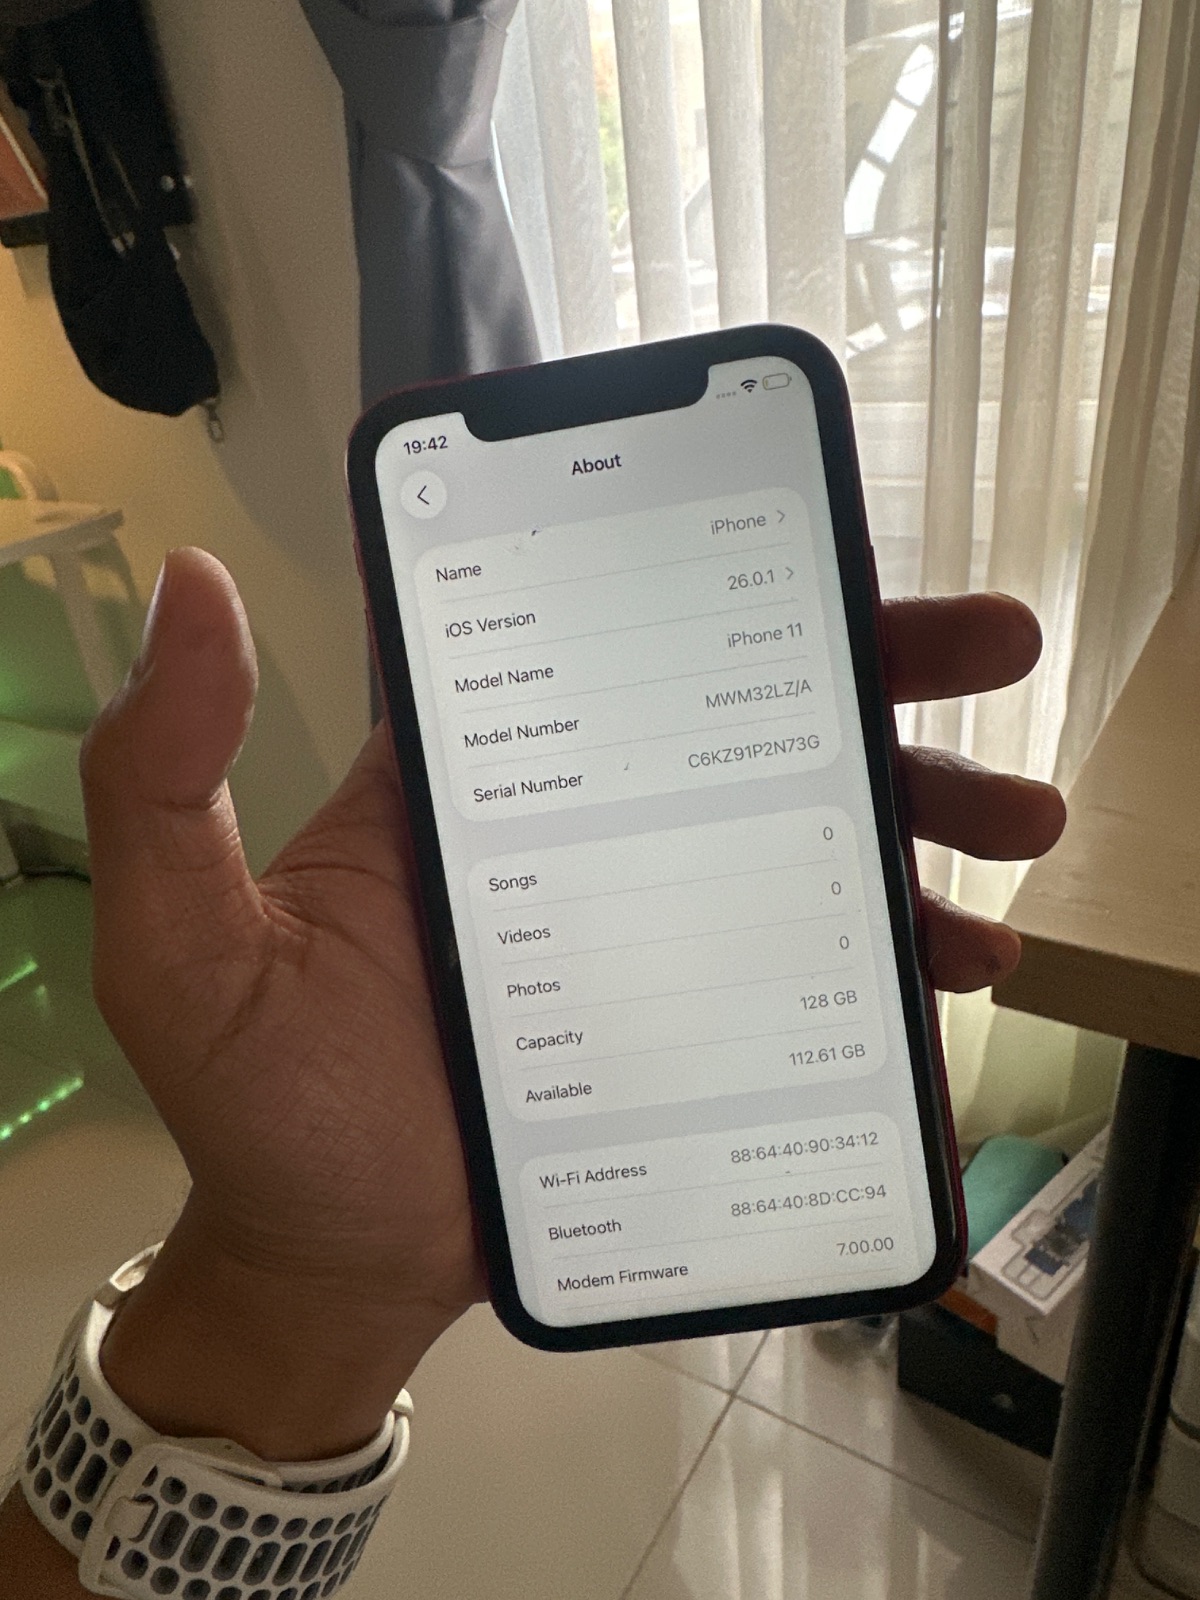 19:42
About
Name iPhone
iOS Version 26.0.1
Model Name iPhone 11
Model Number MWM32LZ/A
Serial Number C6KZ91P2N73G
Songs 0
Videos 0
Photos 0
Capacity 128 GB
Available 112.61 GB
Wi-Fi Address 88:64:40:90:34:12
Bluetooth 88:64:40:8D:CC:94
Modem Firmware 7.00.00